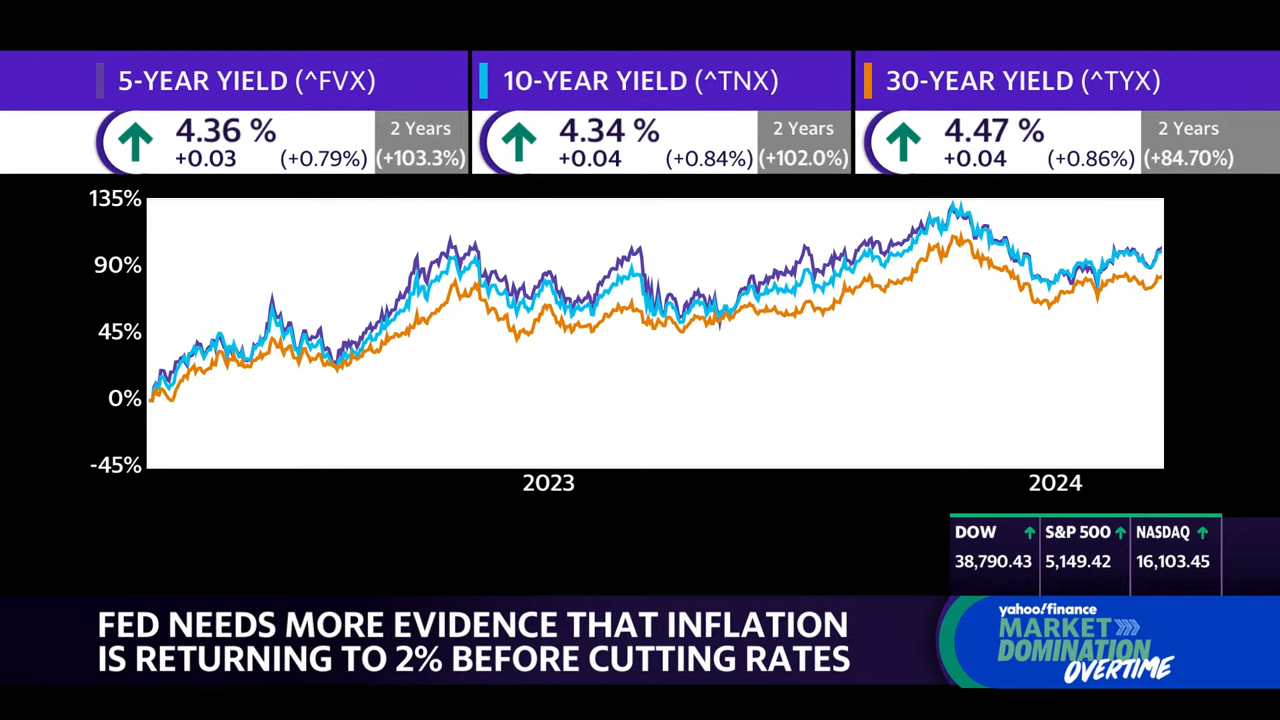 5-YEAR YIELD (^FVX)
4.36 %
+0.03 (+0.79%)
2 Years
(+103.3%)
10-YEAR YIELD (^TNX)
4.34 %
+0.04 (+0.84%)
2 Years
(+102.0%)
30-YEAR YIELD (^TYX)
4.47 %
+0.04 (+0.86%)
2 Years
(+84.70%)
135%
90%
45%
0%
-45%
2023 2024
DOW S&P 500 NASDAQ
38,790.43 5,149.42 16,103.45
FED NEEDS MORE EVIDENCE THAT INFLATION
IS RETURNING TO 2% BEFORE CUTTING RATES
yahoo!finance
MARKET
DOMINATION
OVERTIME